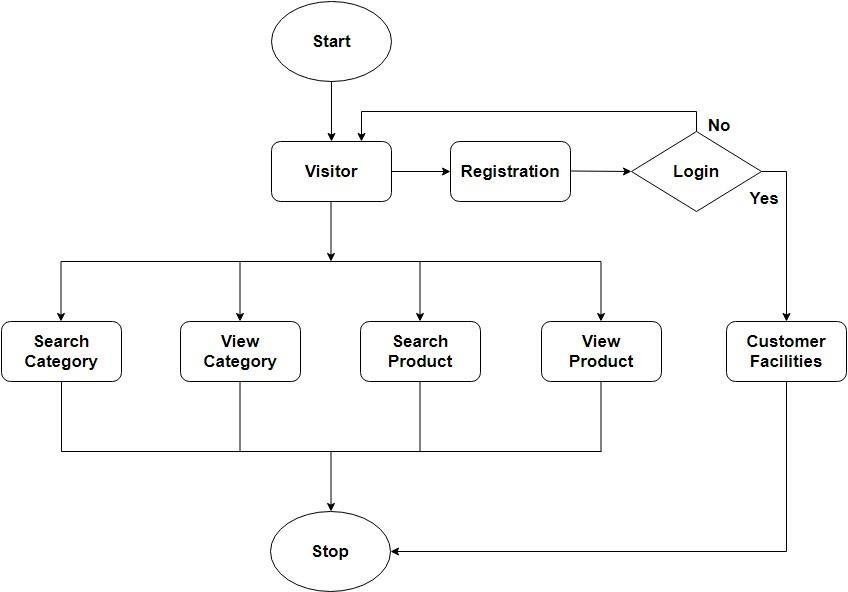 Start
No
Visitor
Registration
Login
Yes
Search
Category
View
Category
Search
Product
View
Product
Customer
Facilities
Stop